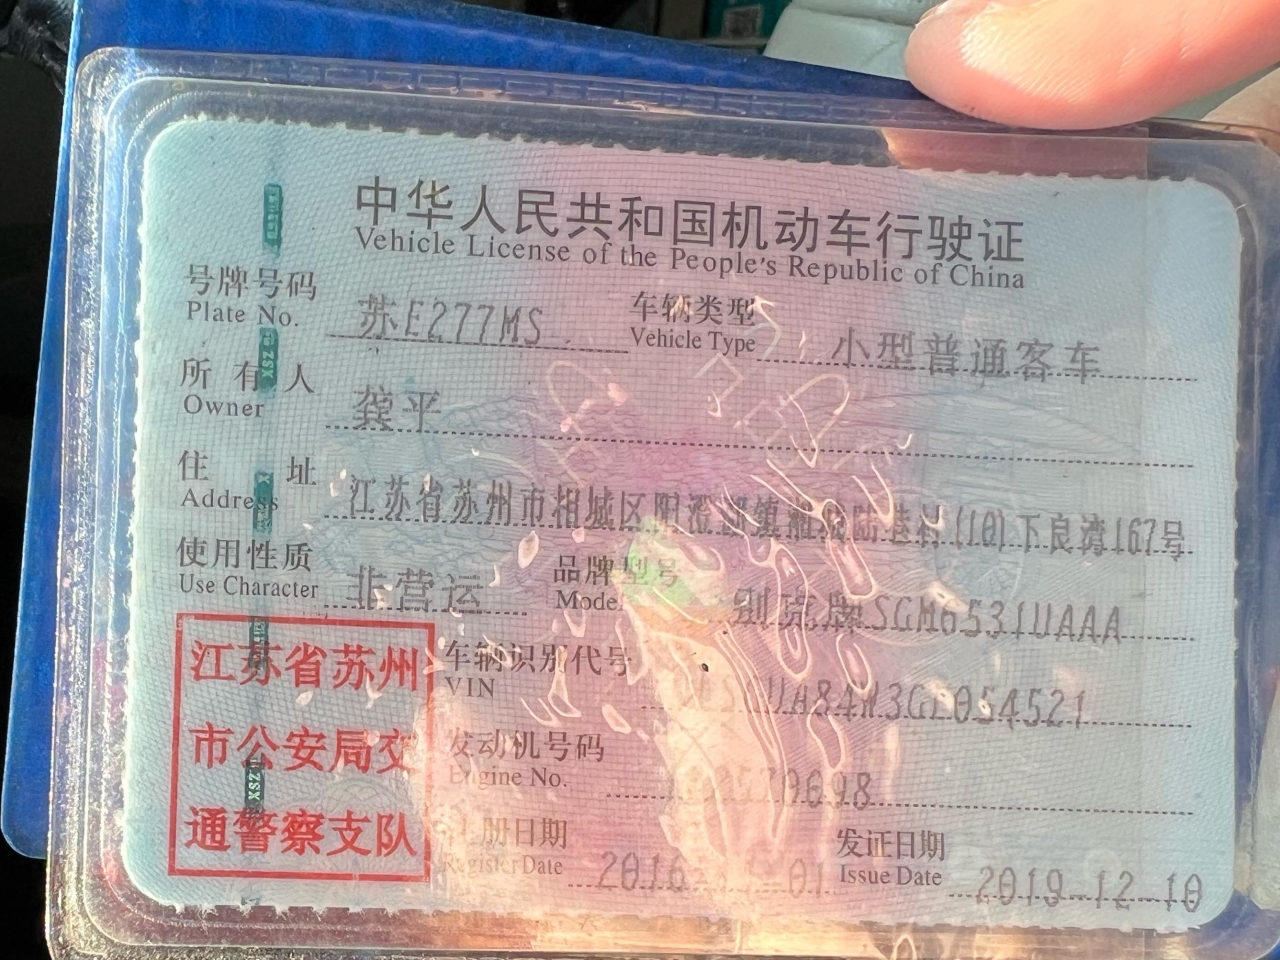 中华人民共和国机动车行驶证
Vehicle License of the People's Republic of China
号牌号码 苏E277MS 车辆类型 小型普通客车
Plate No. Vehicle Type
所有人 龚平
Owner
住址 江苏省苏州市相城区阳澄湖镇 村(10)下良湾167号
Address
使用性质 非营运 品牌型号 别克牌SGM6531UAAA
Use Character Model
车辆识别代号
VIN
发动机号码
Engine No.
注册日期 2016 01 发证日期 2019-12-10
Register Date Issue Date
江苏省苏州
市公安局交
通警察支队